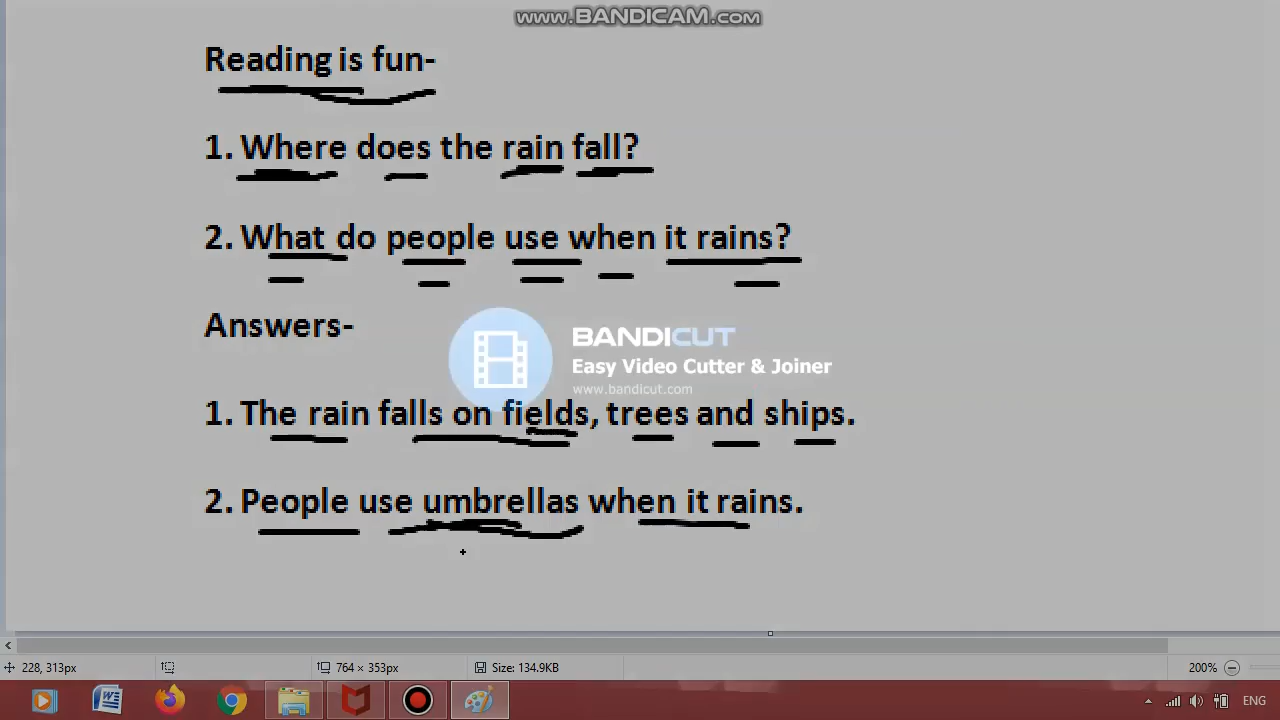 www.BANDICAM.com
Reading is fun-
1. Where does the rain fall?
2. What do people use when it rains?
Answers-
BANDICUT
Easy Video Cutter & Joiner
www.bandicut.com
1. The rain falls on fields, trees and ships.
2. People use umbrellas when it rains.
228, 313px
764 × 353px
Size: 134.9KB
200%
ENG